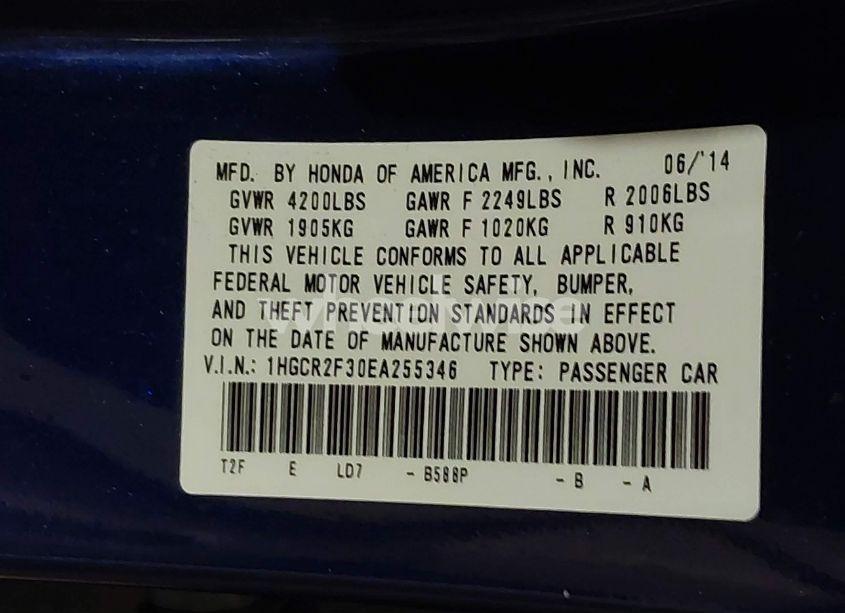 MFD. BY HONDA OF AMERICA MFG., INC. 06/'14
GVWR 4200LBS GAWR F 2249LBS R 2006LBS
GVWR 1905KG GAWR F 1020KG R 910KG
THIS VEHICLE CONFORMS TO ALL APPLICABLE
FEDERAL MOTOR VEHICLE SAFETY, BUMPER,
AND THEFT PREVENTION STANDARDS IN EFFECT
ON THE DATE OF MANUFACTURE SHOWN ABOVE.
V.I.N.: 1HGCR2F30EA255346 TYPE: PASSENGER CAR
T2F E LD7 - B588P - B - A